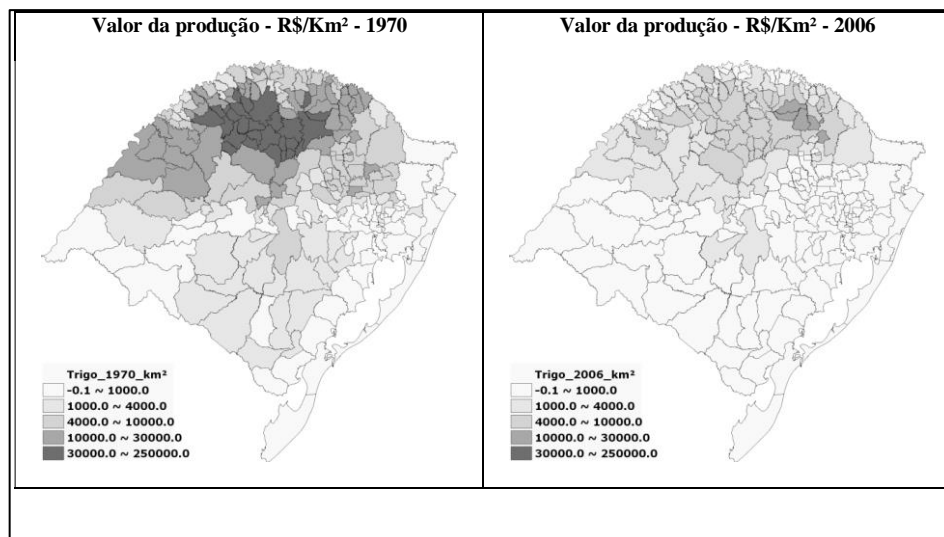 Valor da produção - R$/Km² - 1970
Valor da produção - R$/Km² - 2006
Trigo_1970_km²
-0.1 ~ 1000.0
1000.0 ~ 4000.0
4000.0 ~ 10000.0
10000.0 ~ 30000.0
30000.0 ~ 250000.0
Trigo_2006_km²
-0.1 ~ 1000.0
1000.0 ~ 4000.0
4000.0 ~ 10000.0
10000.0 ~ 30000.0
30000.0 ~ 250000.0